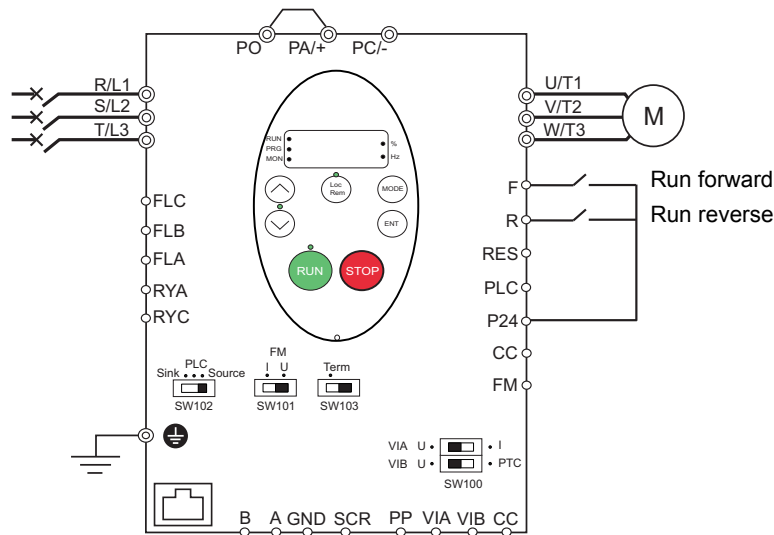 PO PA/+ PC/-
R/L1
S/L2
T/L3
U/T1
V/T2
W/T3
M
RUN
PRG
MON
%
Hz
Loc
Rem
MODE
ENT
RUN
STOP
FLC
FLB
FLA
RYA
RYC
F
R
RES
PLC
P24
CC
FM
Run forward
Run reverse
PLC
Sink Source
SW102
FM
I U
SW101
Term
SW103
VIA U I
VIB U PTC
SW100
B A GND SCR PP VIA VIB CC